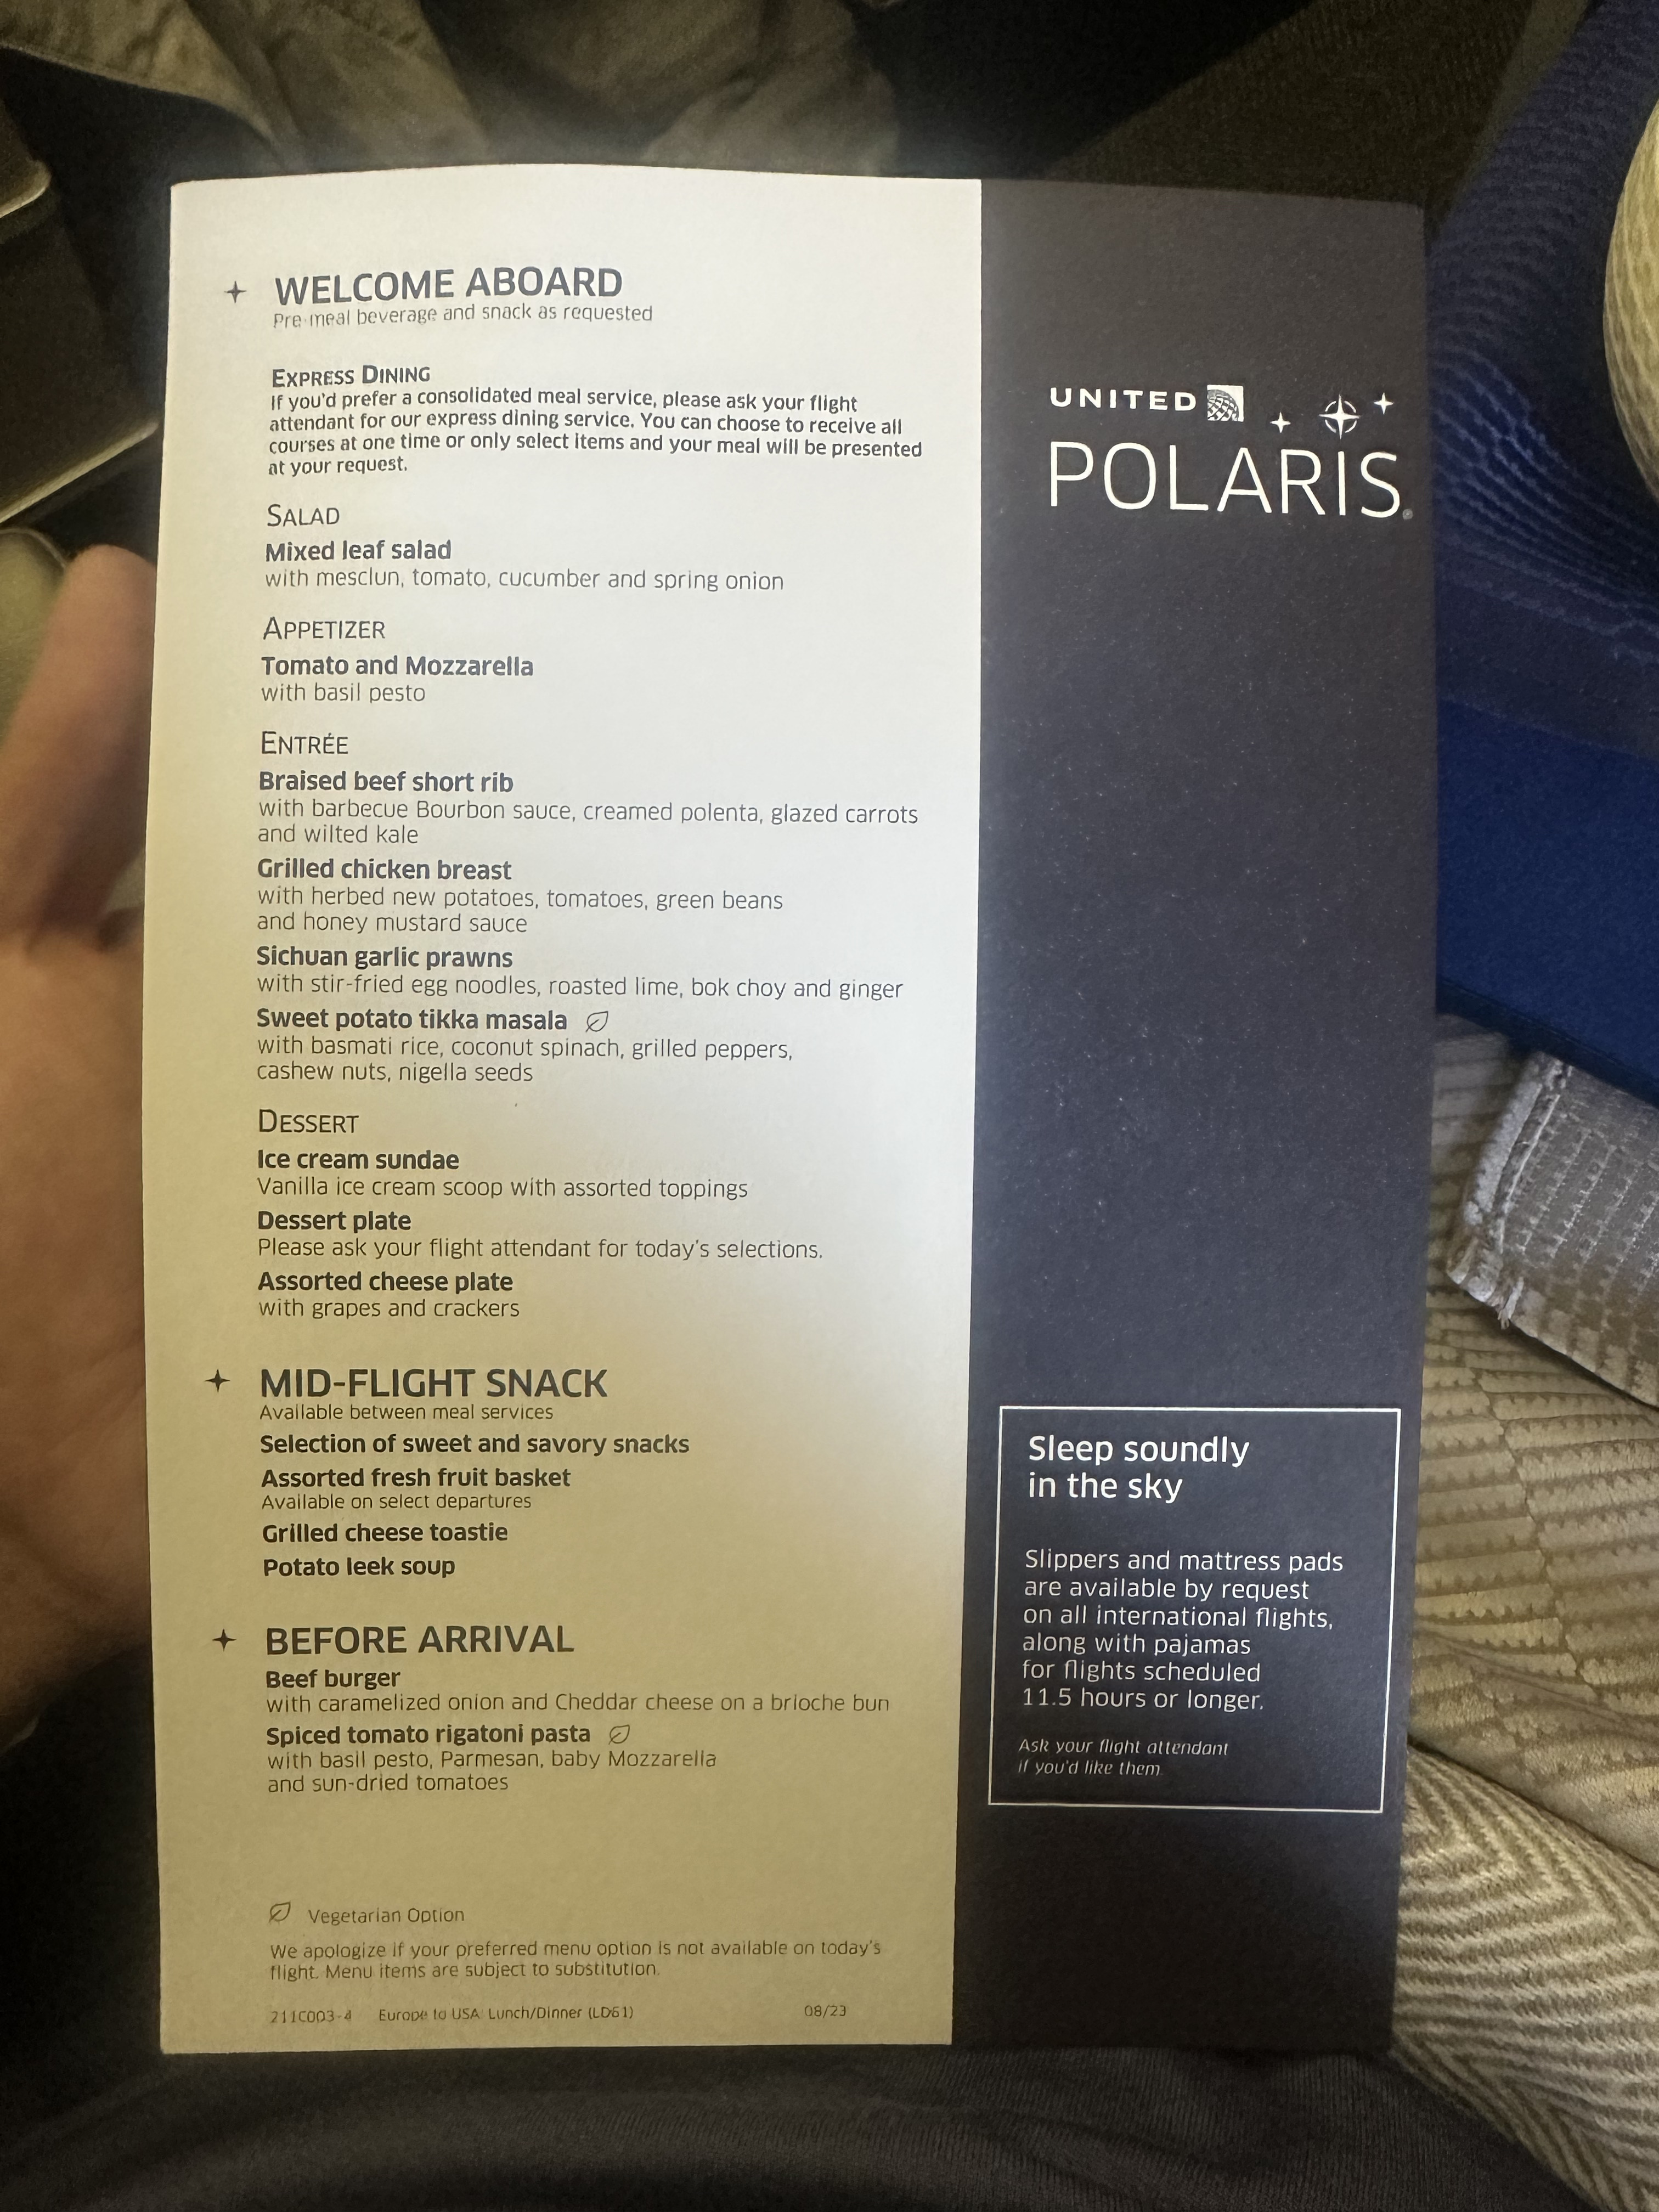 WELCOME ABOARD
Pre-meal beverage and snack as requested
EXPRESS DINING
If you'd prefer a consolidated meal service, please ask your flight
attendant for our express dining service. You can choose to receive all
courses at one time or only select items and your meal will be presented
at your request.
SALAD
Mixed leaf salad
with mesclun, tomato, cucumber and spring onion
APPETIZER
Tomato and Mozzarella
with basil pesto
ENTRÉE
Braised beef short rib
with barbecue Bourbon sauce, creamed polenta, glazed carrots
and wilted kale
Grilled chicken breast
with herbed new potatoes, tomatoes, green beans
and honey mustard sauce
Sichuan garlic prawns
with stir-fried egg noodles, roasted lime, bok choy and ginger
Sweet potato tikka masala
with basmati rice, coconut spinach, grilled peppers,
cashew nuts, nigella seeds
DESSERT
Ice cream sundae
Vanilla ice cream scoop with assorted toppings
Dessert plate
Please ask your flight attendant for today's selections.
Assorted cheese plate
with grapes and crackers
MID-FLIGHT SNACK
Available between meal services
Selection of sweet and savory snacks
Assorted fresh fruit basket
Available on select departures
Grilled cheese toastie
Potato leek soup
BEFORE ARRIVAL
Beef burger
with caramelized onion and Cheddar cheese on a brioche bun
Spiced tomato rigatoni pasta
with basil pesto, Parmesan, baby Mozzarella
and sun-dried tomatoes
Vegetarian Option
We apologize if your preferred menu option is not available on today's
flight. Menu items are subject to substitution.
211C003-4 Europe to USA Lunch/Dinner (LD61) 08/23
UNITED
POLARIS®
Sleep soundly
in the sky
Slippers and mattress pads
are available by request
on all international flights,
along with pajamas
for flights scheduled
11.5 hours or longer.
Ask your flight attendant
if you'd like them.